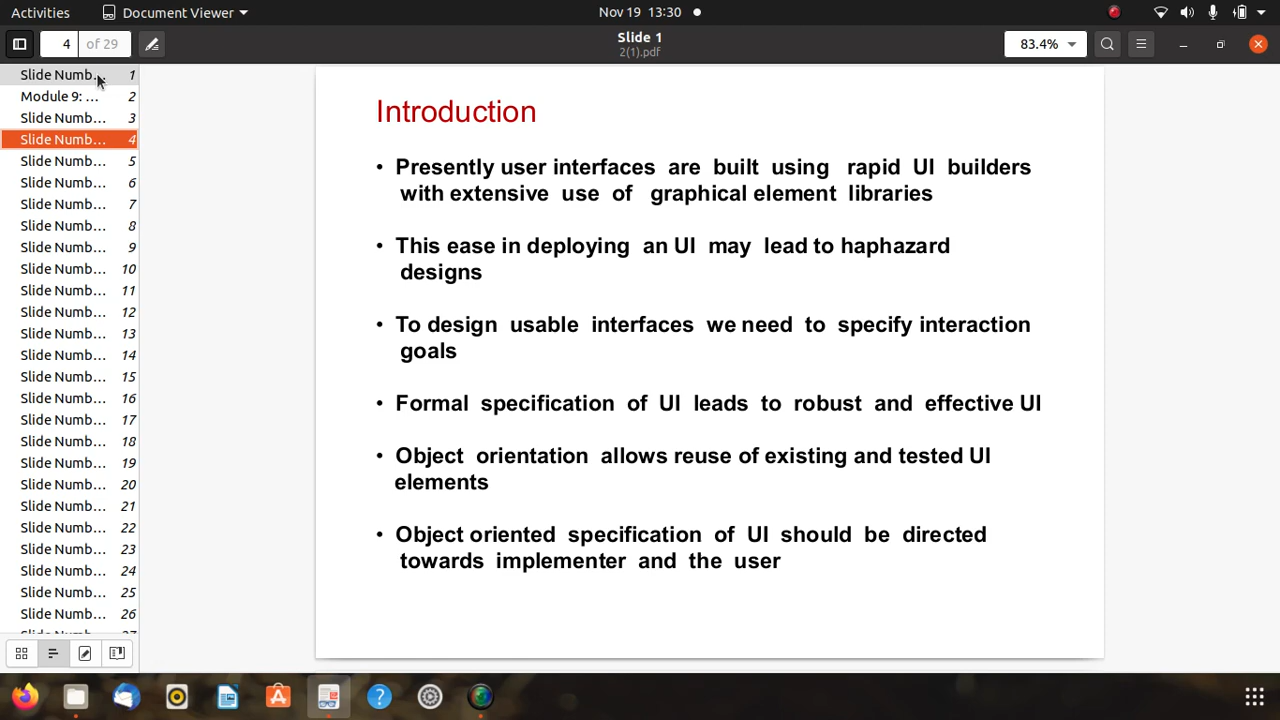 Activities
Document Viewer
Nov 19 13:30
4
of 29
Slide 1
2(1).pdf
83.4%
Slide Numb... 1
Module 9: ... 2
Slide Numb... 3
Slide Numb... 4
Slide Numb... 5
Slide Numb... 6
Slide Numb... 7
Slide Numb... 8
Slide Numb... 9
Slide Numb... 10
Slide Numb... 11
Slide Numb... 12
Slide Numb... 13
Slide Numb... 14
Slide Numb... 15
Slide Numb... 16
Slide Numb... 17
Slide Numb... 18
Slide Numb... 19
Slide Numb... 20
Slide Numb... 21
Slide Numb... 22
Slide Numb... 23
Slide Numb... 24
Slide Numb... 25
Slide Numb... 26
Introduction
• Presently user interfaces are built using rapid UI builders
with extensive use of graphical element libraries
• This ease in deploying an UI may lead to haphazard
designs
• To design usable interfaces we need to specify interaction
goals
• Formal specification of UI leads to robust and effective UI
• Object orientation allows reuse of existing and tested UI
elements
• Object oriented specification of UI should be directed
towards implementer and the user